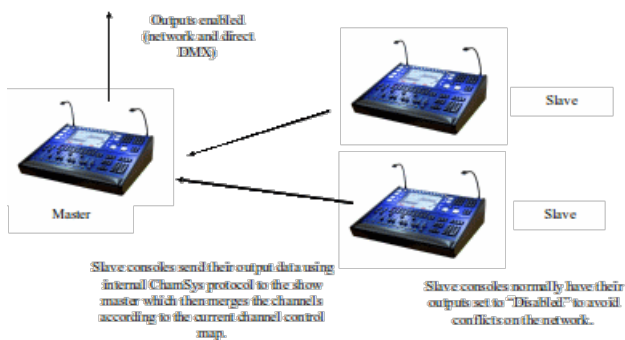 Outputs enabled
(network and direct
DMX)
Slave
Master
Slave
Slave consoles send their output data using
internal ChamSys protocol to the show
master which then merges the channels
according to the current channel control
map.
Slave consoles normally have their
outputs set to “Disabled” to avoid
conflicts on the network.